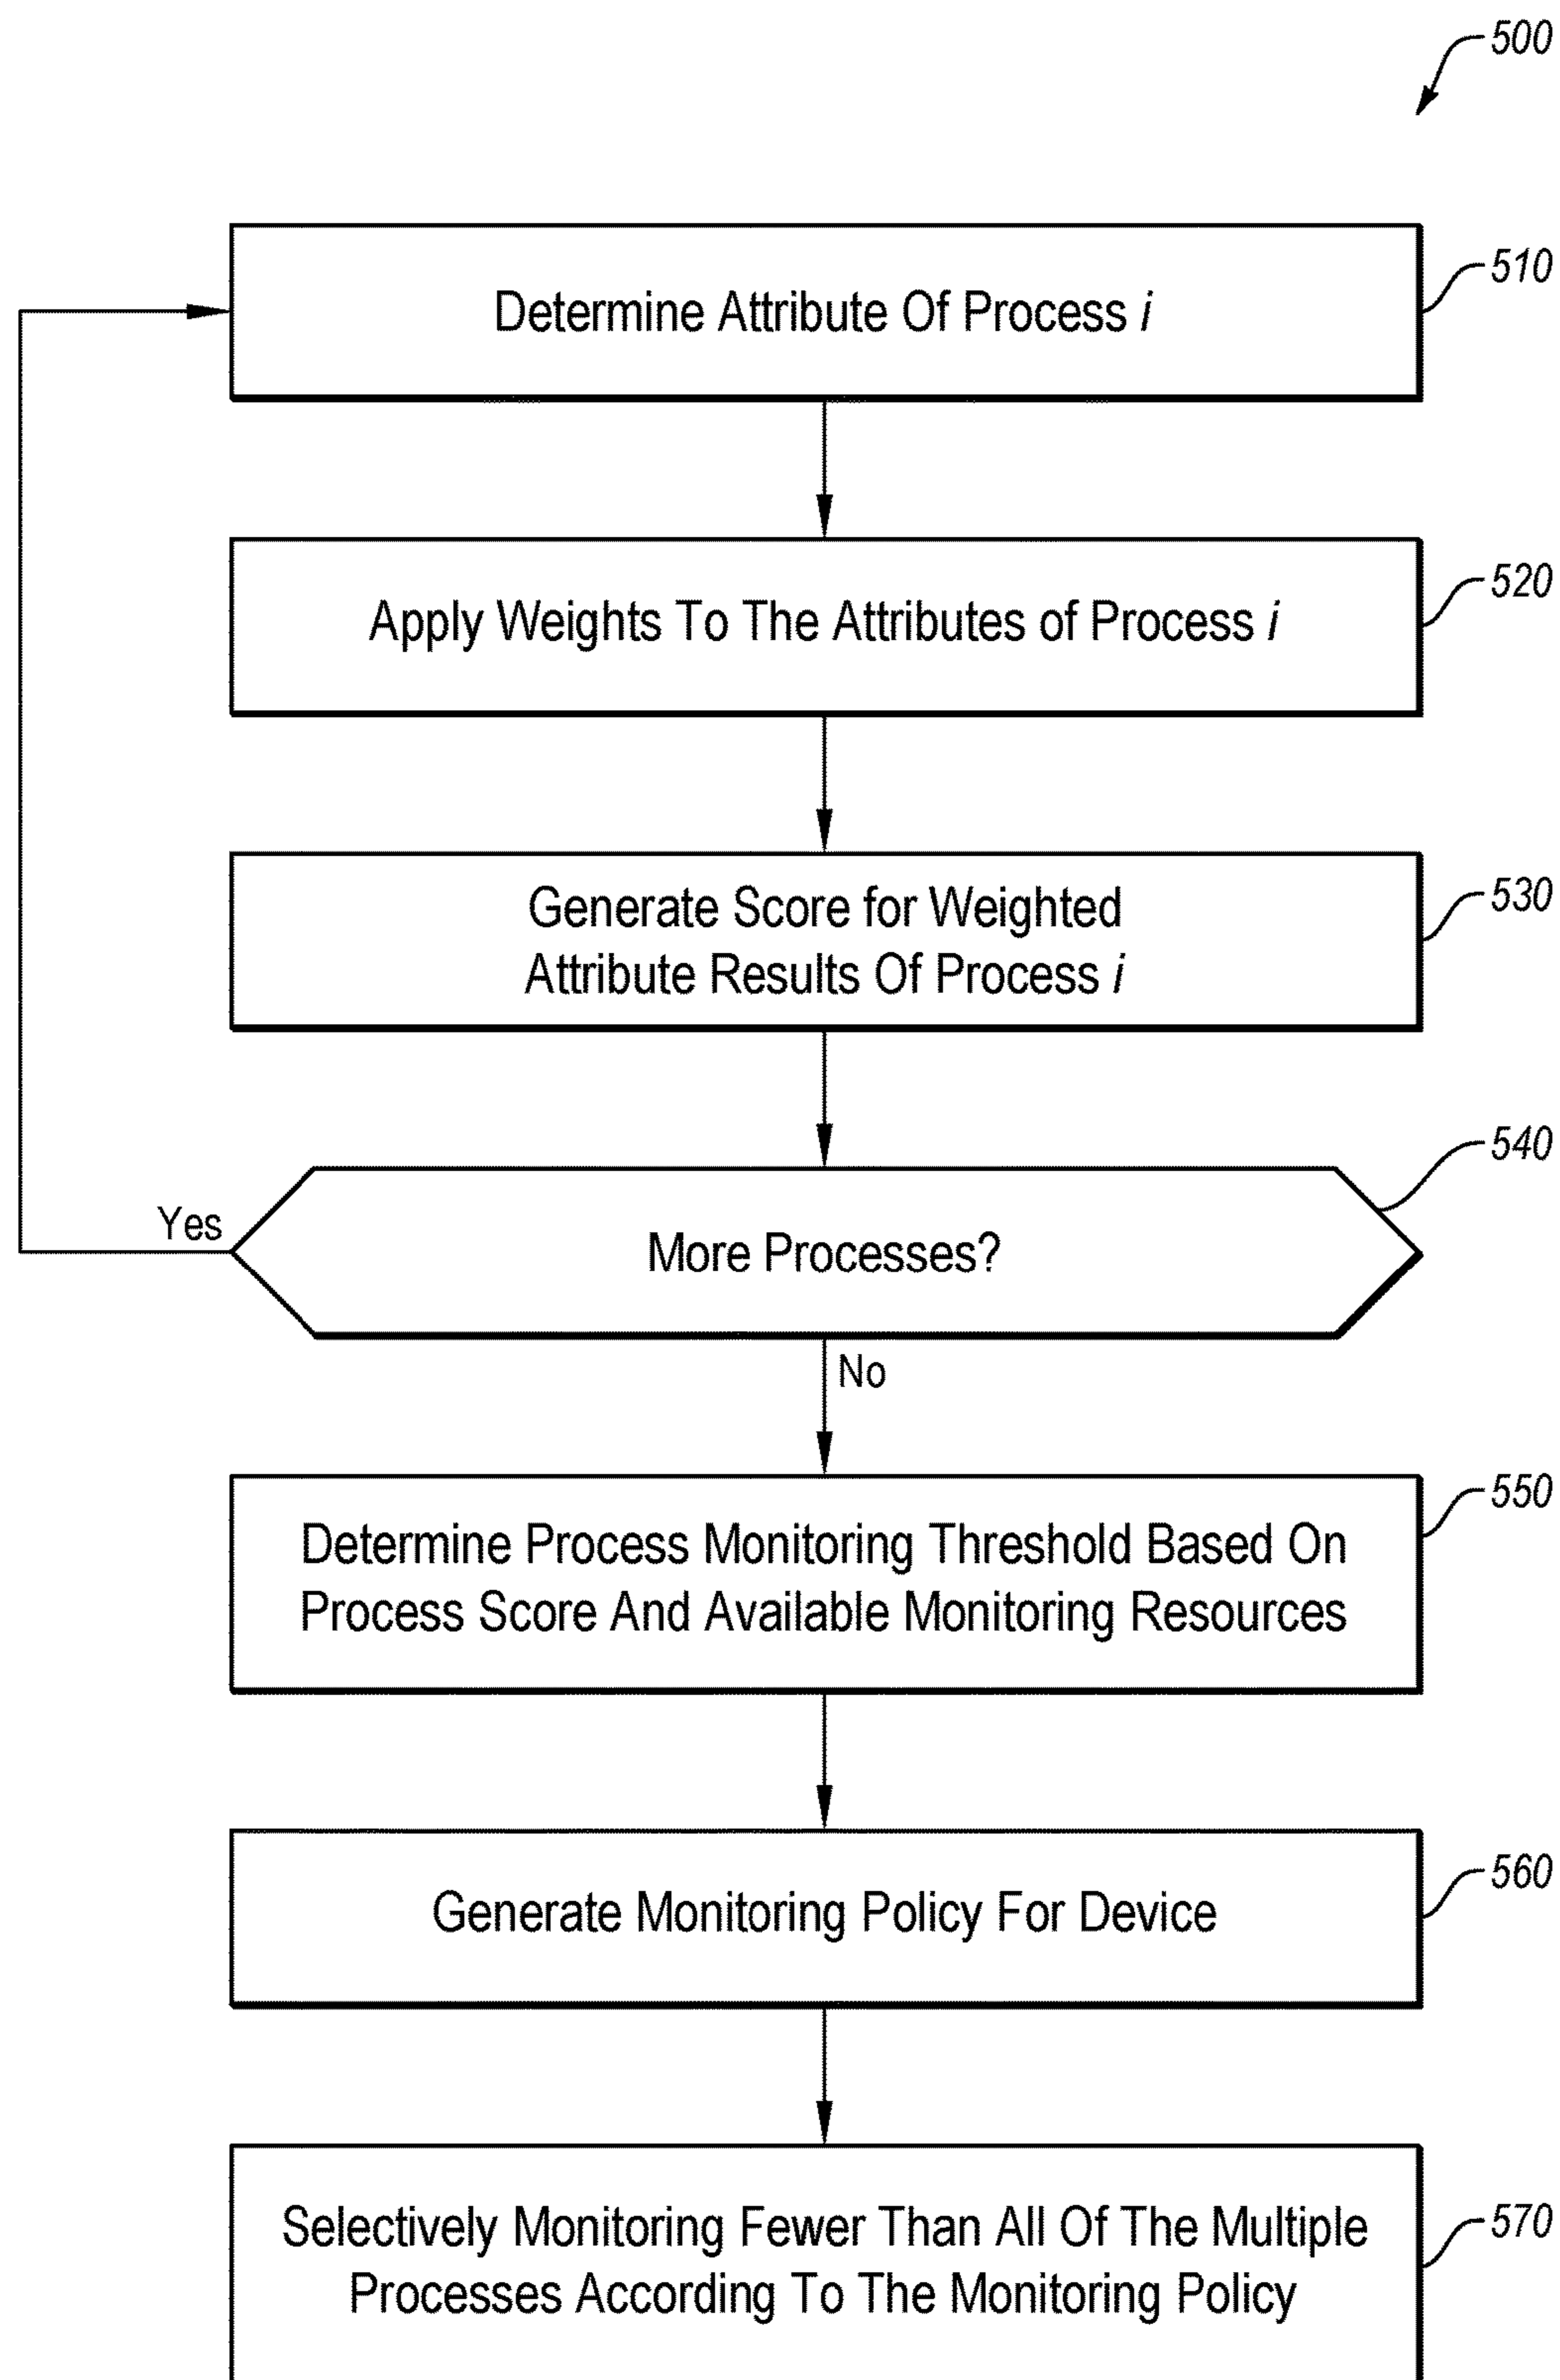 500
Determine Attribute Of Process i
510
Apply Weights To The Attributes of Process i
520
Generate Score for Weighted
Attribute Results Of Process i
530
More Processes?
540
Yes
No
Determine Process Monitoring Threshold Based On
Process Score And Available Monitoring Resources
550
Generate Monitoring Policy For Device
560
Selectively Monitoring Fewer Than All Of The Multiple
Processes According To The Monitoring Policy
570